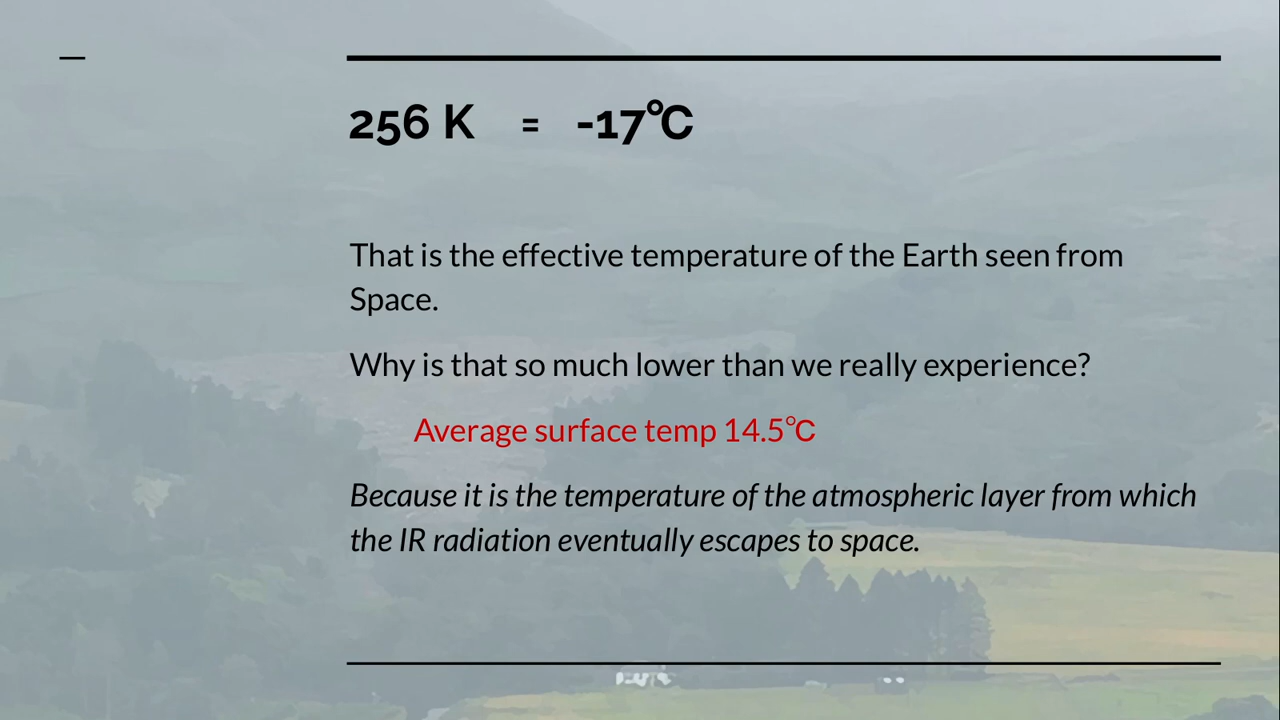 256 K = -17℃
That is the effective temperature of the Earth seen from
Space.
Why is that so much lower than we really experience?
Average surface temp 14.5℃
Because it is the temperature of the atmospheric layer from which
the IR radiation eventually escapes to space.